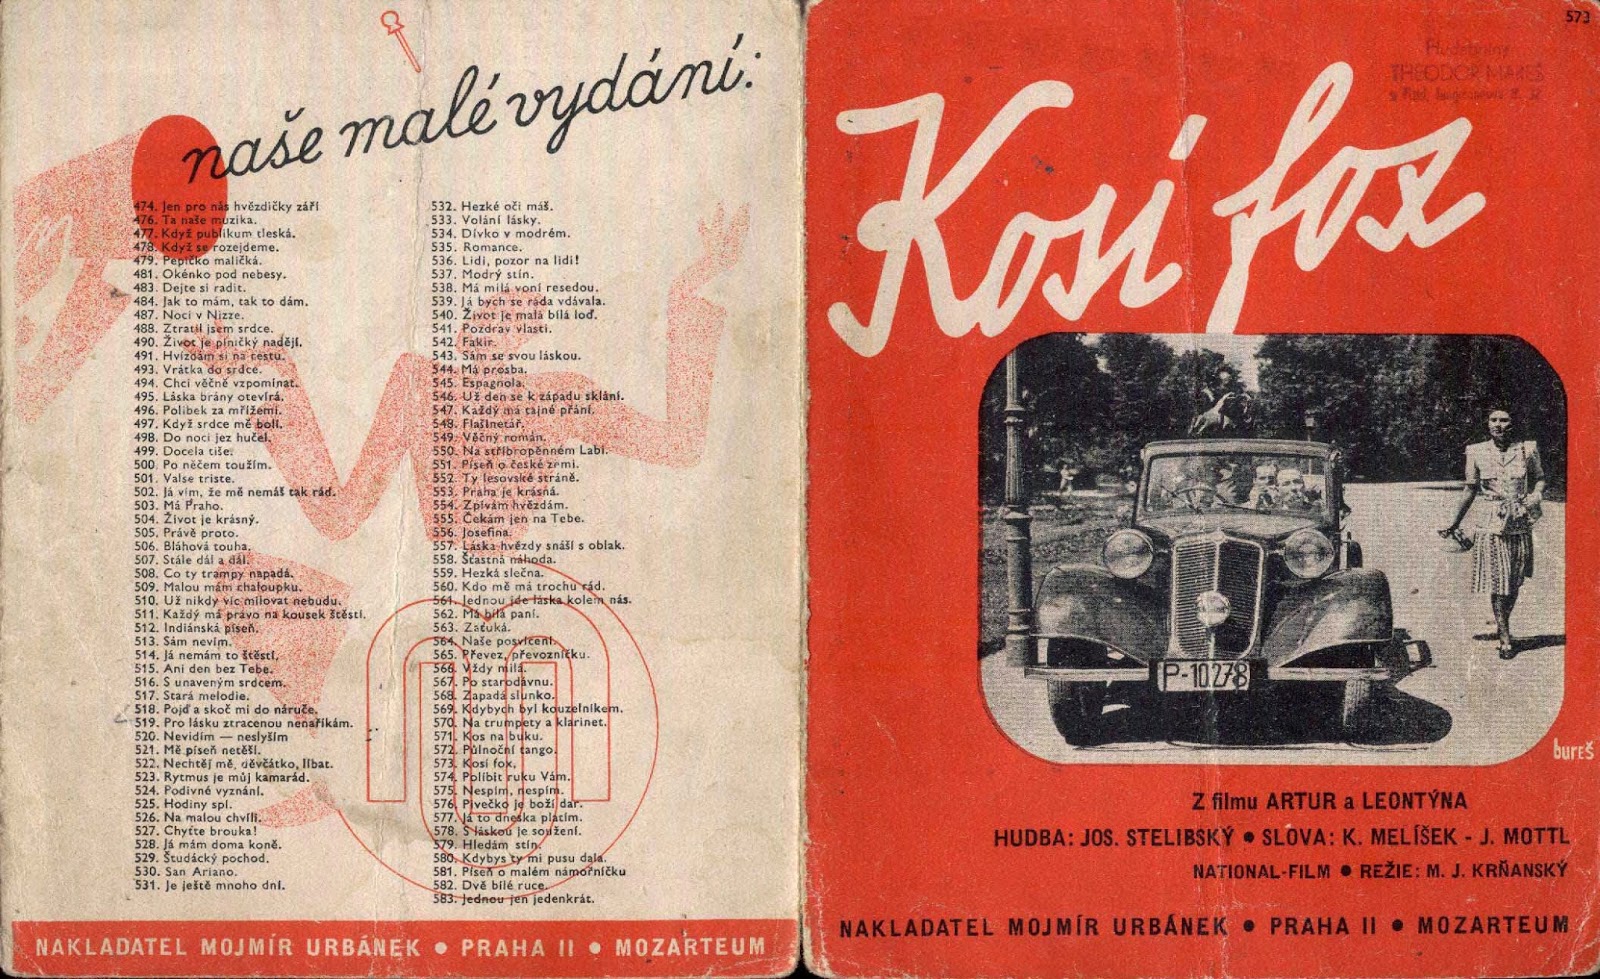 naše malé vydání:
474. Jen pro nás hvězdičky září
476. Ta naše muzika.
477. Když publikum tleská.
478. Když se rozejdeme.
479. Pepičko maličká.
481. Okénko pod nebesy.
483. Dejte si radit.
484. Jak to mám, tak to dám.
487. Noci v Nizze.
488. Ztratil jsem srdce.
490. Život je plničký nadějí.
491. Hvízdám si na cestu.
493. Vrátka do srdce.
494. Chci věčně vzpomínat.
495. Láska brány otevírá.
496. Polibek za mřížemi.
497. Když srdce mě bolí.
498. Do noci jez hučel.
499. Docela tiše.
500. Po něčem toužím.
501. Valse triste.
502. Já vím, že mě nemáš tak rád.
503. Má Praho.
504. Život je krásný.
505. Právě proto.
506. Bláhová touha.
507. Stále dál a dál.
508. Co ty trampy napadá.
509. Malou mám chaloupku.
510. Už nikdy víc milovat nebudu.
511. Každý má právo na kousek štěstí.
512. Indiánská píseň.
513. Sám nevím.
514. Já nemám to štěstí.
515. Ani den bez Tebe.
516. S unaveným srdcem.
517. Stará melodie.
518. Pojď a skoč mi do náruče.
519. Pro lásku ztracenou nenaříkám.
520. Nevidím — neslyším
521. Mě píseň netěší.
522. Nechtěj mě, děvčátko, líbat.
523. Rytmus je můj kamarád.
524. Podivné vyznání.
525. Hodiny spí.
526. Na malou chvíli.
527. Chyťte brouka!
528. Já mám doma koně.
529. Študácký pochod.
530. San Ariano.
531. Je ještě mnoho dní.
532. Hezké oči máš.
533. Volání lásky.
534. Dívko v modrém.
535. Romance.
536. Lidi, pozor na lidi!
537. Modrý stín.
538. Má milá voní resedou.
539. Já bych se ráda vdávala.
540. Život je malá bílá loď.
541. Pozdrav vlasti.
542. Fakir.
543. Sám se svou láskou.
544. Má prosba.
545. Espagnola.
546. Už den se k západu sklání.
547. Každý má tajné přání.
548. Flašinetář.
549. Věčný román.
550. Na stříbropěnném Labi.
551. Píseň o české zemi.
552. Ty lesovské stráně.
553. Praha je krásná.
554. Zpívám hvězdám.
555. Čekám jen na Tebe.
556. Josefina.
557. Láska hvězdy snáší s oblak.
558. Šťastná náhoda.
559. Hezká slečna.
560. Kdo mě má trochu rád.
561. Jednou jde láska kolem nás.
562. Má bílá paní.
563. Zaťuká.
564. Naše posvícení.
565. Převez, převozníčku.
566. Vždy milá.
567. Po starodávnu.
568. Zapadá slunko.
569. Kdybych byl kouzelníkem.
570. Na trumpety a klarinet.
571. Kos na buku.
572. Půlnoční tango.
573. Kosí fox.
574. Políbit ruku Vám.
575. Nespím, nespím.
576. Pivečko je boží dar.
577. Já to dneska platím.
578. S láskou je soužení.
579. Hledám stín.
580. Kdybys ty mi pusu dala.
581. Píseň o malém námořníčku
582. Dvě bílé ruce.
583. Jednou jen jedenkrát.
NAKLADATEL MOJMÍR URBÁNEK • PRAHA II • MOZARTEUM
573
THEODOR MAREŠ
Kosí fox
P-10278
bureš
Z filmu ARTUR a LEONTÝNA
HUDBA: JOS. STELIBSKÝ • SLOVA: K. MELÍŠEK - J. MOTTL
NATIONAL-FILM • REŽIE: M. J. KRŇANSKÝ
NAKLADATEL MOJMÍR URBÁNEK • PRAHA II • MOZARTEUM